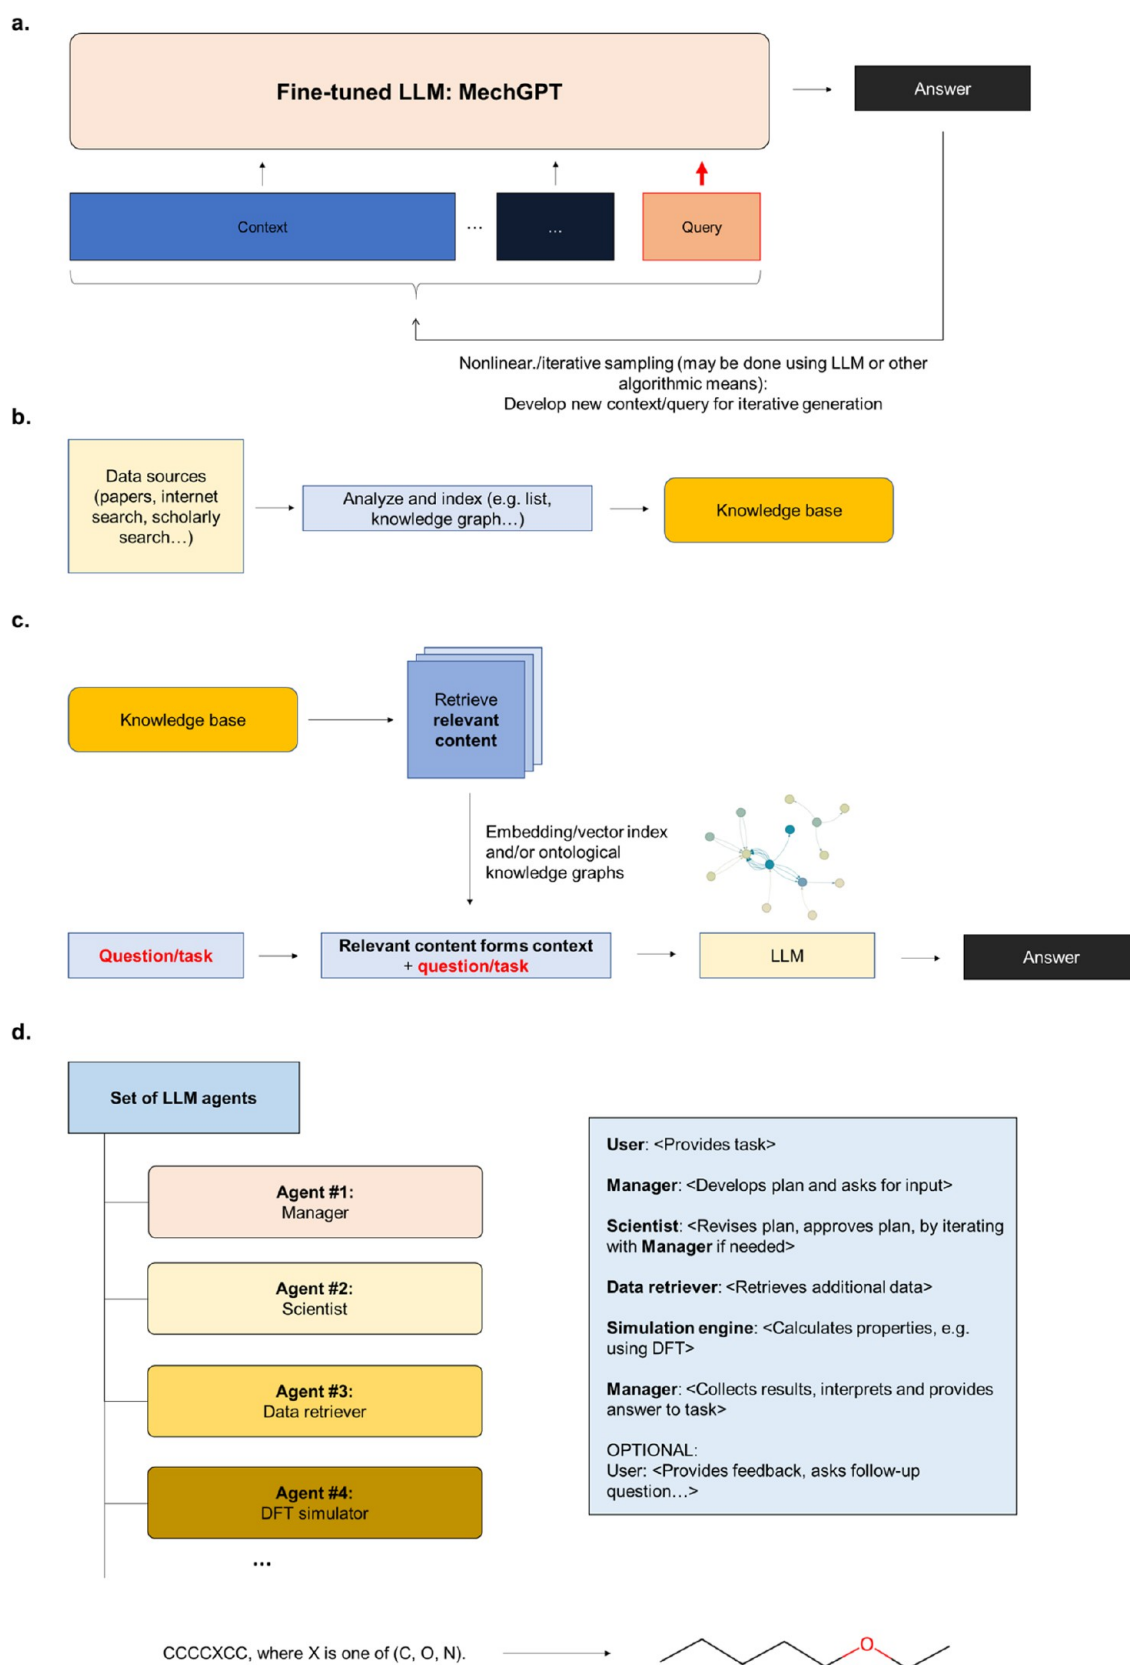 a.
Fine-tuned LLM: MechGPT
Answer
Context
...
...
Query
Nonlinear./iterative sampling (may be done using LLM or other
algorithmic means):
Develop new context/query for iterative generation
b.
Data sources
(papers, internet
search, scholarly
search...)
Analyze and index (e.g. list,
knowledge graph...)
Knowledge base
c.
Knowledge base
Retrieve
relevant
content
Embedding/vector index
and/or ontological
knowledge graphs
Question/task
Relevant content forms context
+ question/task
LLM
Answer
d.
Set of LLM agents
Agent #1:
Manager
Agent #2:
Scientist
Agent #3:
Data retriever
Agent #4:
DFT simulator
...
User: <Provides task>
Manager: <Develops plan and asks for input>
Scientist: <Revises plan, approves plan, by iterating
with Manager if needed>
Data retriever: <Retrieves additional data>
Simulation engine: <Calculates properties, e.g.
using DFT>
Manager: <Collects results, interprets and provides
answer to task>
OPTIONAL:
User: <Provides feedback, asks follow-up
question...>
CCCCXCC, where X is one of (C, O, N).
O